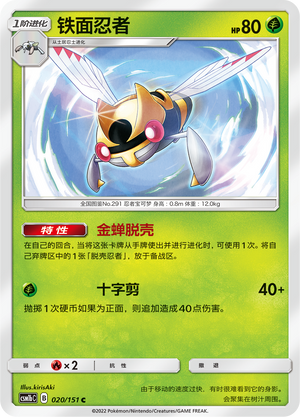 1阶进化
铁面忍者
HP80
从土居忍士进化
全国图鉴No.291 忍者宝可梦 身高:0.8m 体重:12.0kg
特性 金蝉脱壳
在自己的回合,当将这张卡牌从手牌使出并进行进化时,可使用1次。将自
己弃牌区中的1张「脱壳忍者」,放于备战区。
十字剪 40+
抛掷1次硬币如果为正面,则追加造成40点伤害。
弱点 ×2 抗性 撤退
Illus.kirisAki
csm1bC D 020/151 C
由于移动的速度过快,有时很难看到它的身影。
会聚集在树汁周围。
©2022 Pokémon/Nintendo/Creatures/GAME FREAK.